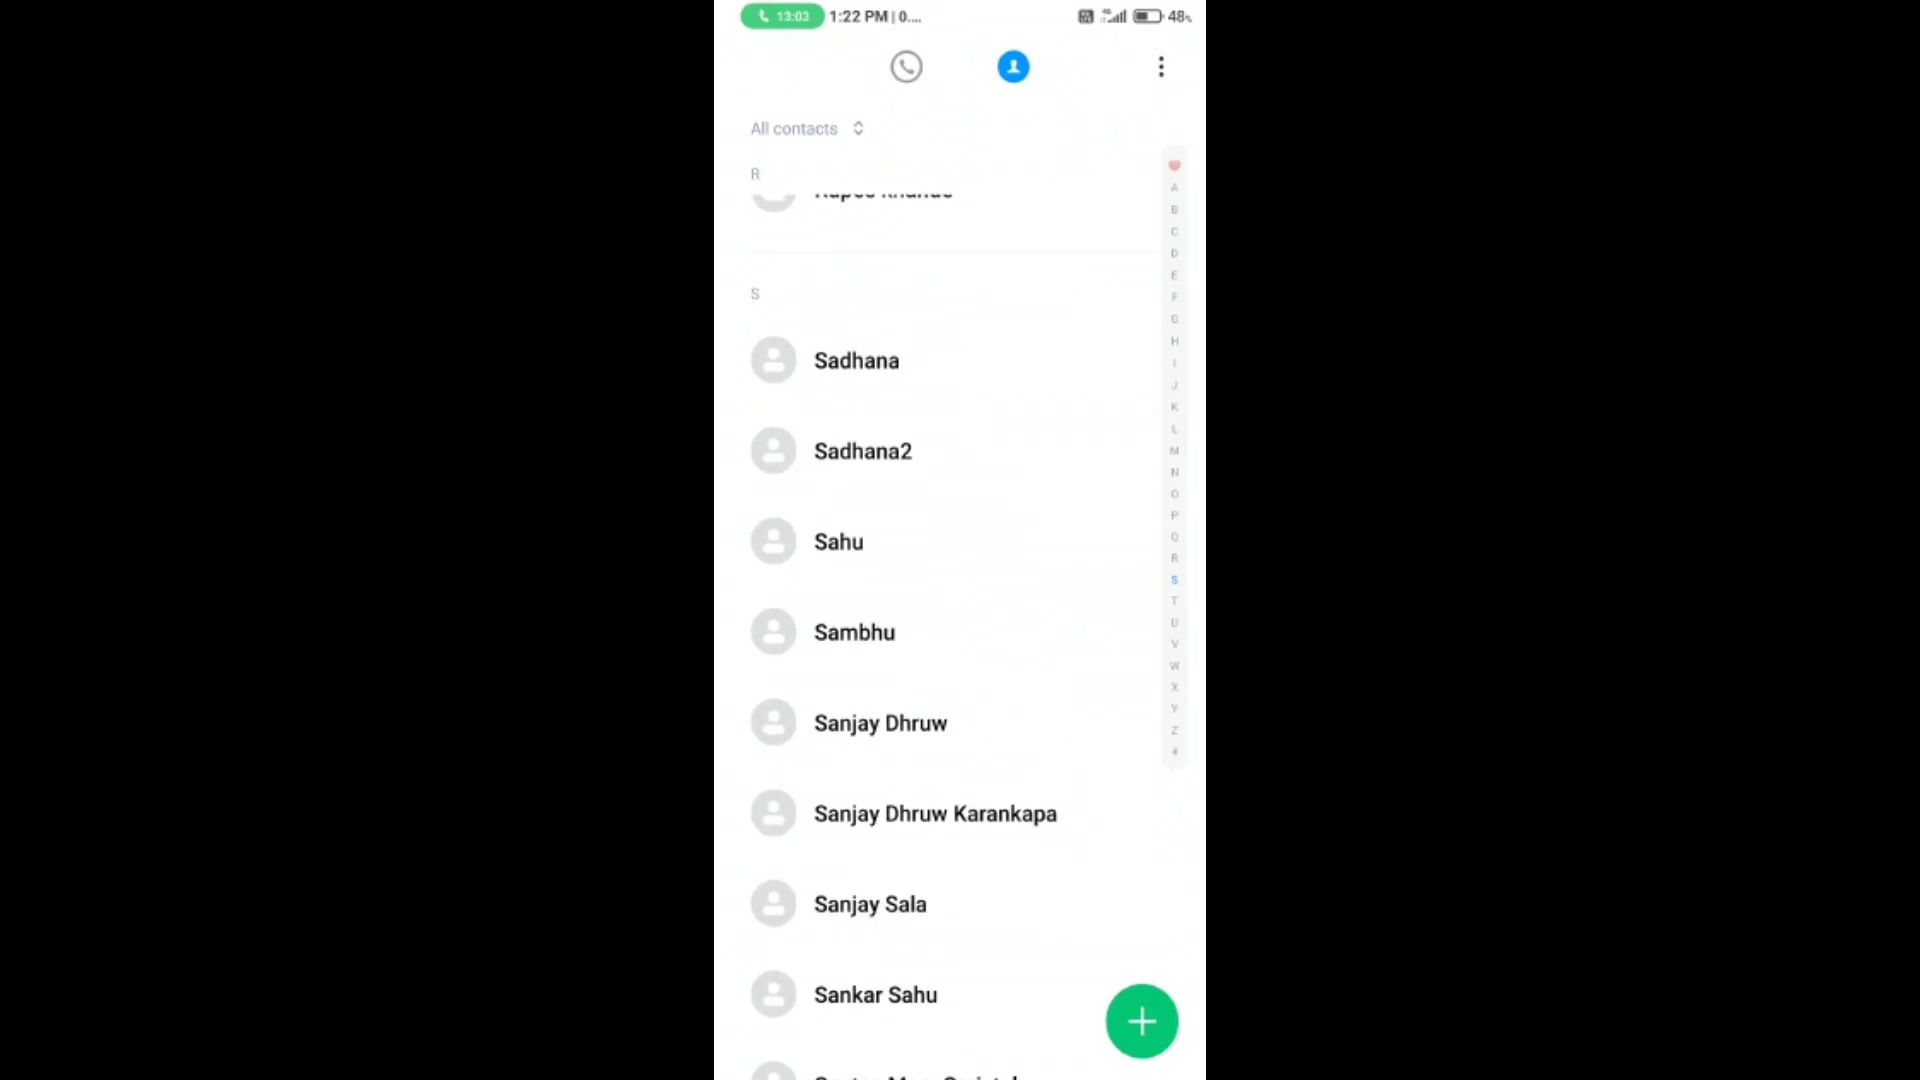 13:03 1:22 PM | 0.... 48%
All contacts
R
S
Sadhana
Sadhana2
Sahu
Sambhu
Sanjay Dhruw
Sanjay Dhruw Karankapa
Sanjay Sala
Sankar Sahu
A
B
C
D
E
F
G
H
I
J
K
L
M
N
O
P
Q
R
S
T
U
V
W
X
Y
Z
#